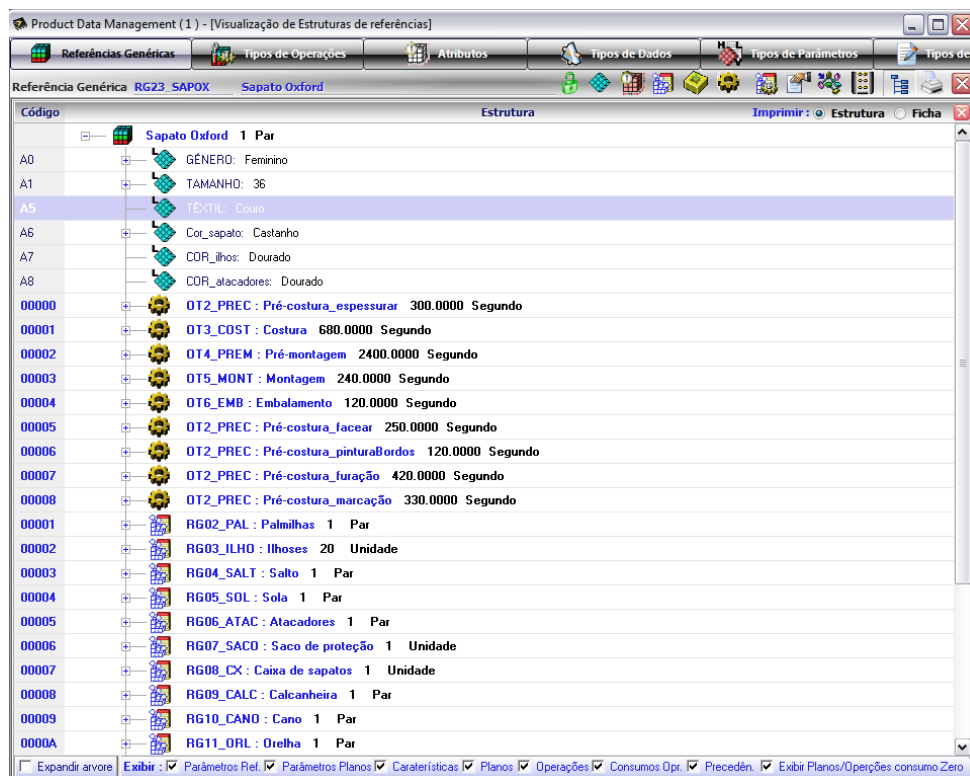 Product Data Management ( 1 ) - [Visualização de Estruturas de referências]
Referências Genéricas Tipos de Operações Atributos Tipos de Dados Tipos de Parâmetros Tipos de
Referência Genérica RG23_SAPOX Sapato Oxford
Código Estrutura Imprimir : Estrutura Ficha
Sapato Oxford 1 Par
A0 GÉNERO: Feminino
A1 TAMANHO: 36
A5 TÊXTIL: Couro
A6 Cor_sapato: Castanho
A7 COR_ilhos: Dourado
A8 COR_atacadores: Dourado
00000 OT2_PREC : Pré-costura_espessurar 300.0000 Segundo
00001 OT3_COST : Costura 680.0000 Segundo
00002 OT4_PREM : Pré-montagem 2400.0000 Segundo
00003 OT5_MONT : Montagem 240.0000 Segundo
00004 OT6_EMB : Embalamento 120.0000 Segundo
00005 OT2_PREC : Pré-costura_facear 250.0000 Segundo
00006 OT2_PREC : Pré-costura_pinturaBordos 120.0000 Segundo
00007 OT2_PREC : Pré-costura_furação 420.0000 Segundo
00008 OT2_PREC : Pré-costura_marcação 330.0000 Segundo
00001 RG02_PAL : Palmilhas 1 Par
00002 RG03_ILHO : Ilhoses 20 Unidade
00003 RG04_SALT : Salto 1 Par
00004 RG05_SOL : Sola 1 Par
00005 RG06_ATAC : Atacadores 1 Par
00006 RG07_SACO : Saco de proteção 1 Unidade
00007 RG08_CX : Caixa de sapatos 1 Unidade
00008 RG09_CALC : Calcanheira 1 Par
00009 RG10_CANO : Cano 1 Par
0000A RG11_ORL : Orelha 1 Par
Expandir arvore Exibir : Parâmetros Ref. Parâmetros Planos Caraterísticas Planos Operações Consumos Opr. Precedên. Exibir Planos/Operções consumo Zero